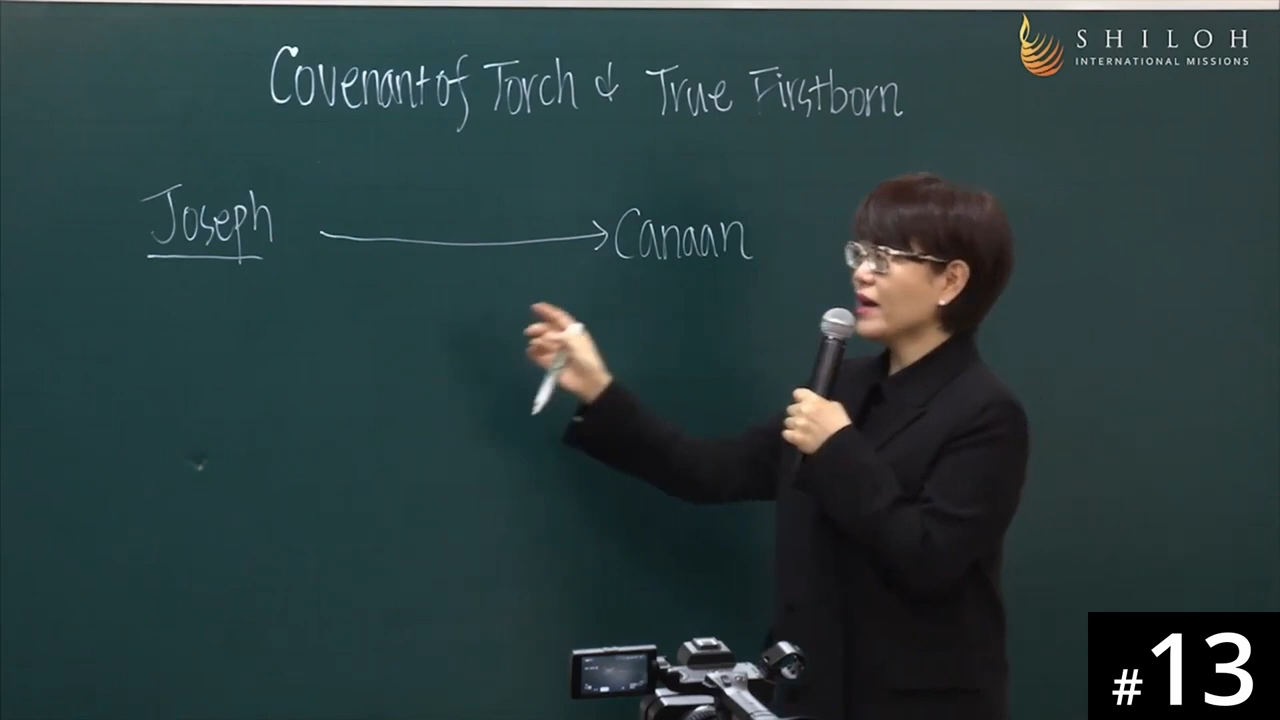 SHILOH
INTERNATIONAL MISSIONS
Covenant of Torch & True Firstborn
Joseph → Canaan
#13